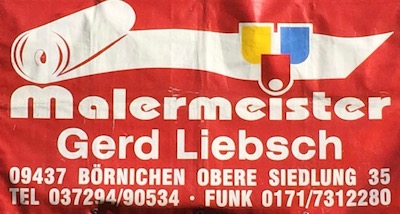 Malermeister
Gerd Liebsch
09437 BÖRNICHEN OBERE SIEDLUNG 35
TEL 037294/90534 · FUNK 0171/7312280